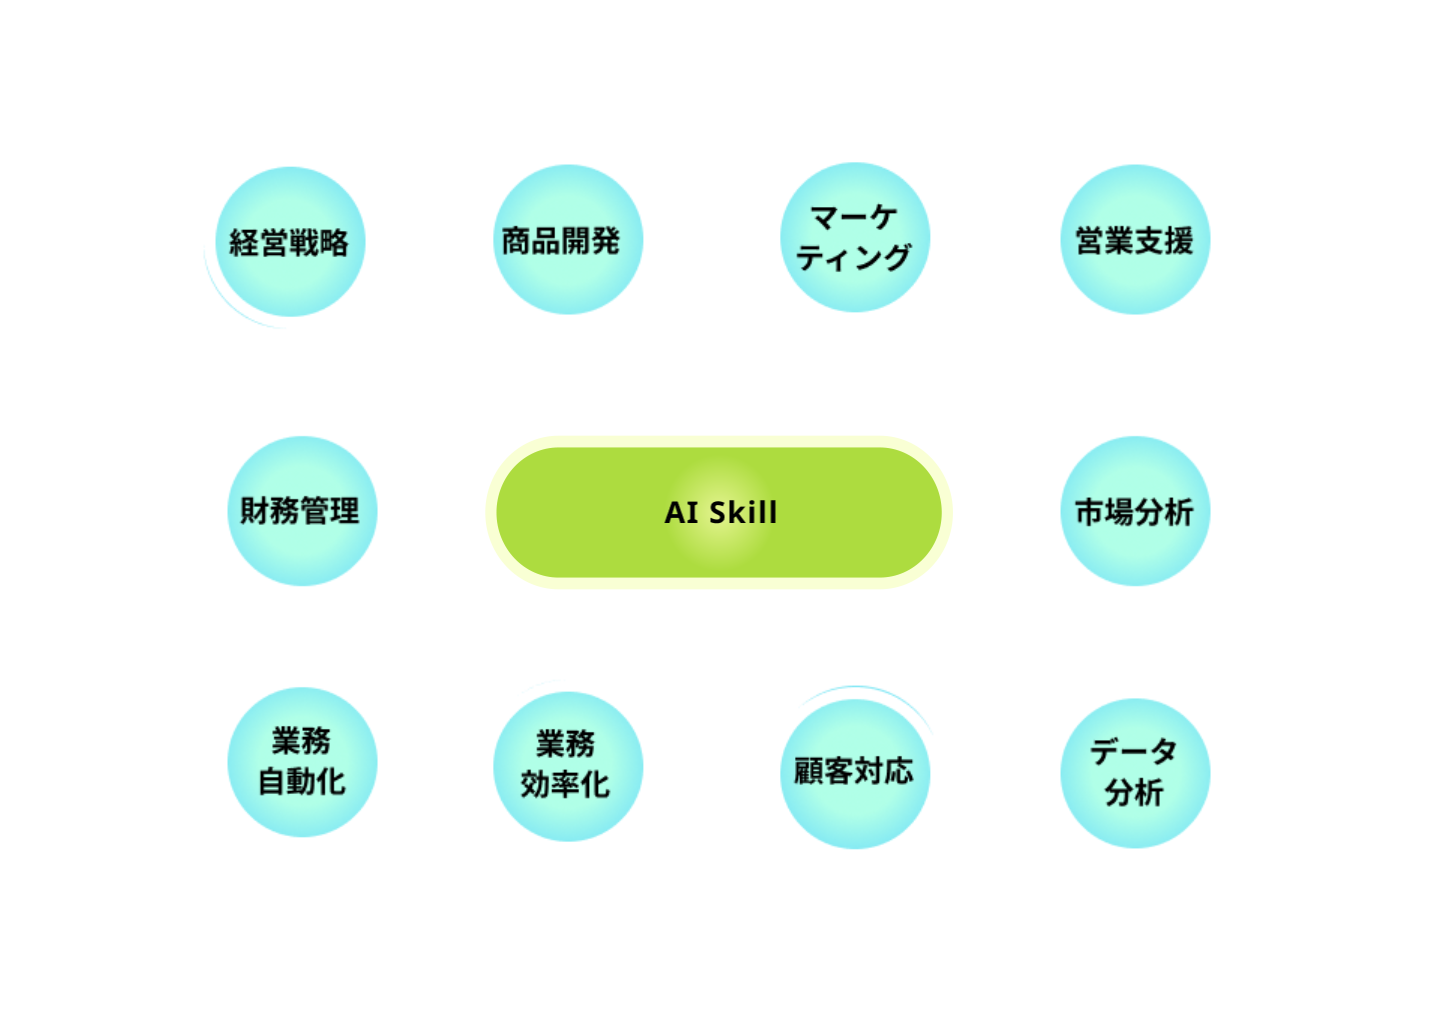 経営戦略
商品開発
マーケ
ティング
営業支援
財務管理
AI Skill
市場分析
業務
自動化
業務
効率化
顧客対応
データ
分析